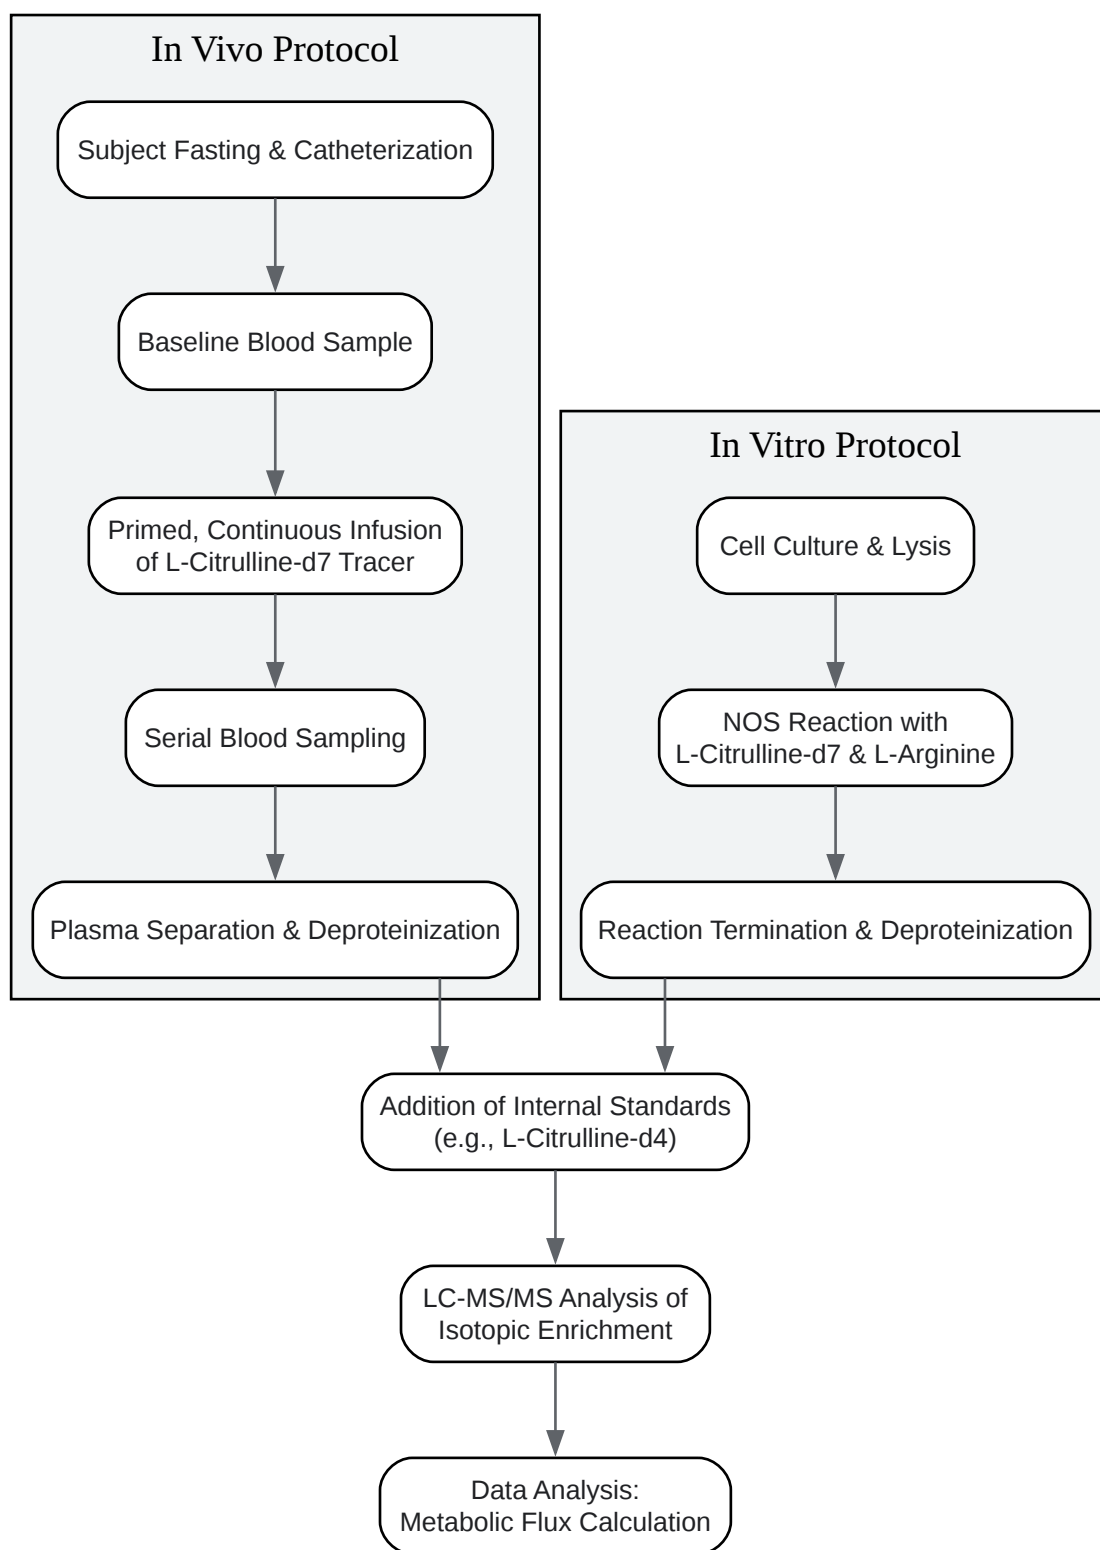 In Vivo Protocol
Subject Fasting & Catheterization
Baseline Blood Sample
Primed, Continuous Infusion
of L-Citrulline-d7 Tracer
Serial Blood Sampling
Plasma Separation & Deproteinization
In Vitro Protocol
Cell Culture & Lysis
NOS Reaction with
L-Citrulline-d7 & L-Arginine
Reaction Termination & Deproteinization
Addition of Internal Standards
(e.g., L-Citrulline-d4)
LC-MS/MS Analysis of
Isotopic Enrichment
Data Analysis:
Metabolic Flux Calculation